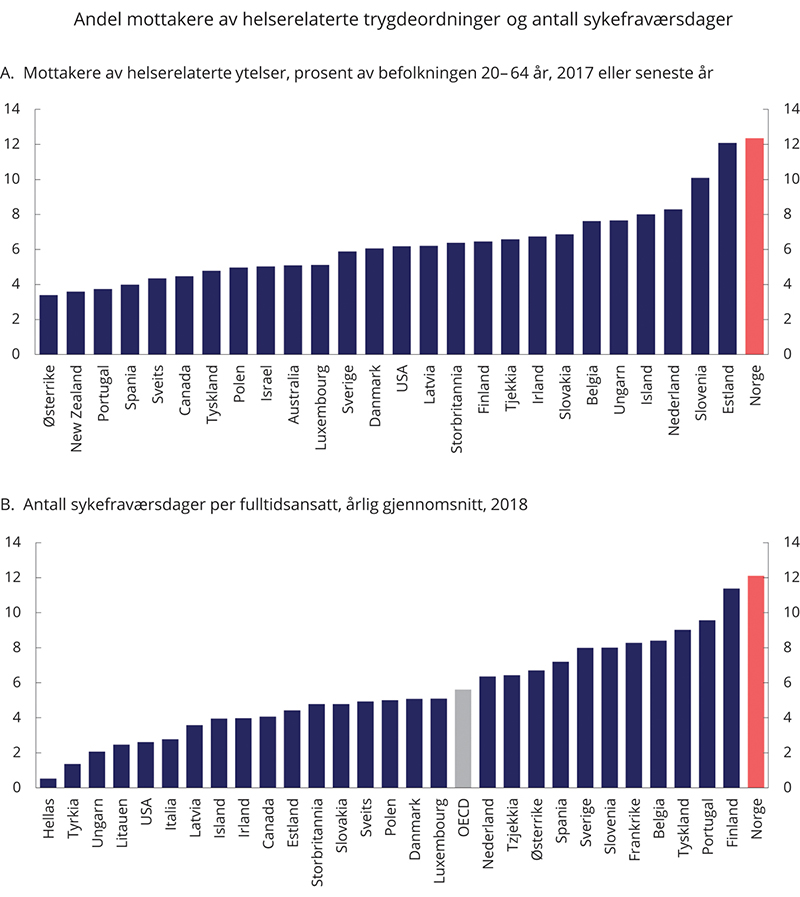 Andel mottakere av helserelaterte trygdeordninger og antall sykefraværsdager
A. Mottakere av helserelaterte ytelser, prosent av befolkningen 20–64 år, 2017 eller seneste år
14 14
12 12
10 10
8 8
6 6
4 4
2 2
0 0
Østerrike
New Zealand
Portugal
Spania
Sveits
Canada
Tyskland
Polen
Israel
Australia
Luxembourg
Sverige
Danmark
USA
Latvia
Storbritannia
Finland
Tjekkia
Irland
Slovakia
Belgia
Ungarn
Island
Nederland
Slovenia
Estland
Norge
B. Antall sykefraværsdager per fulltidsansatt, årlig gjennomsnitt, 2018
14 14
12 12
10 10
8 8
6 6
4 4
2 2
0 0
Hellas
Tyrkia
Ungarn
Litauen
USA
Italia
Latvia
Island
Irland
Canada
Estland
Storbritannia
Slovakia
Sveits
Polen
Danmark
Luxembourg
OECD
Nederland
Tzjekkia
Østerrike
Spania
Sverige
Slovenia
Frankrike
Belgia
Tyskland
Portugal
Finland
Norge